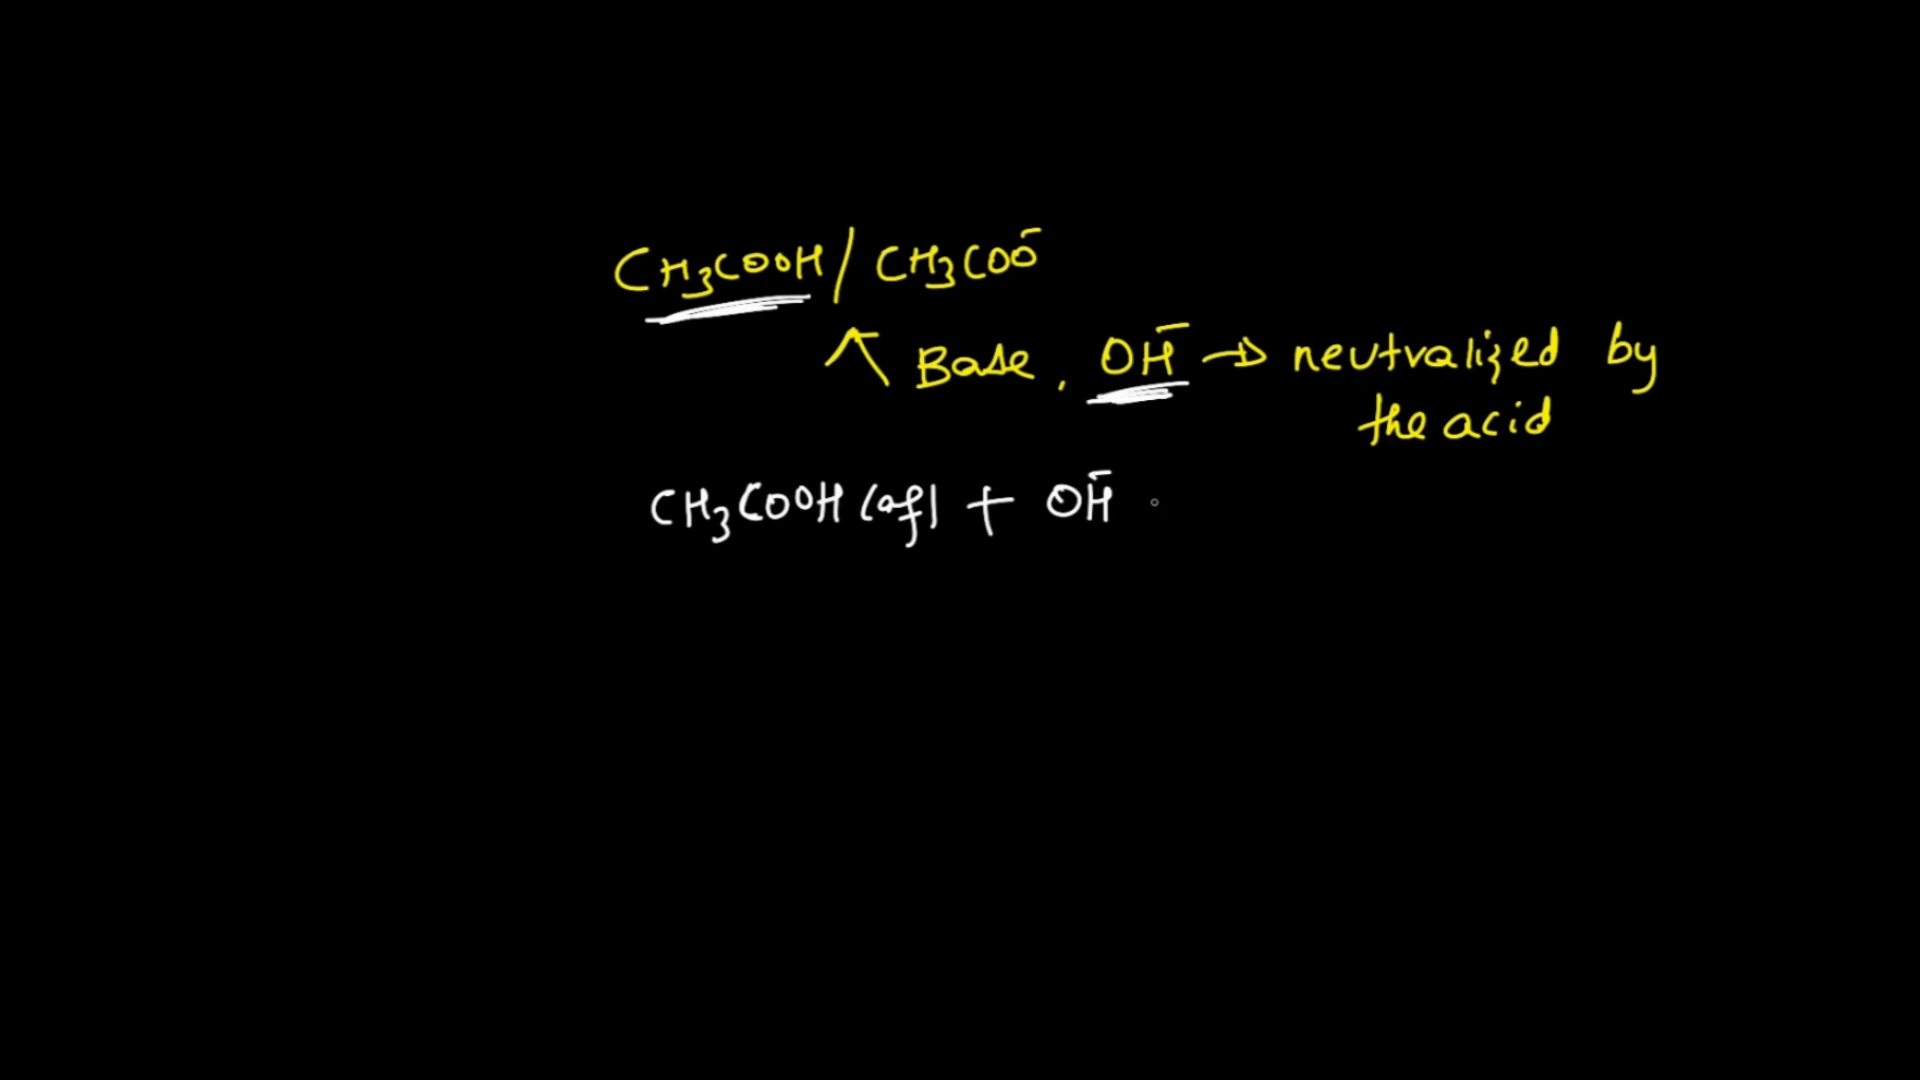 CH₃COOH / CH₃COO⁻
Base, OH⁻ → neutralized by
the acid
CH₃COOH (aq) + OH⁻